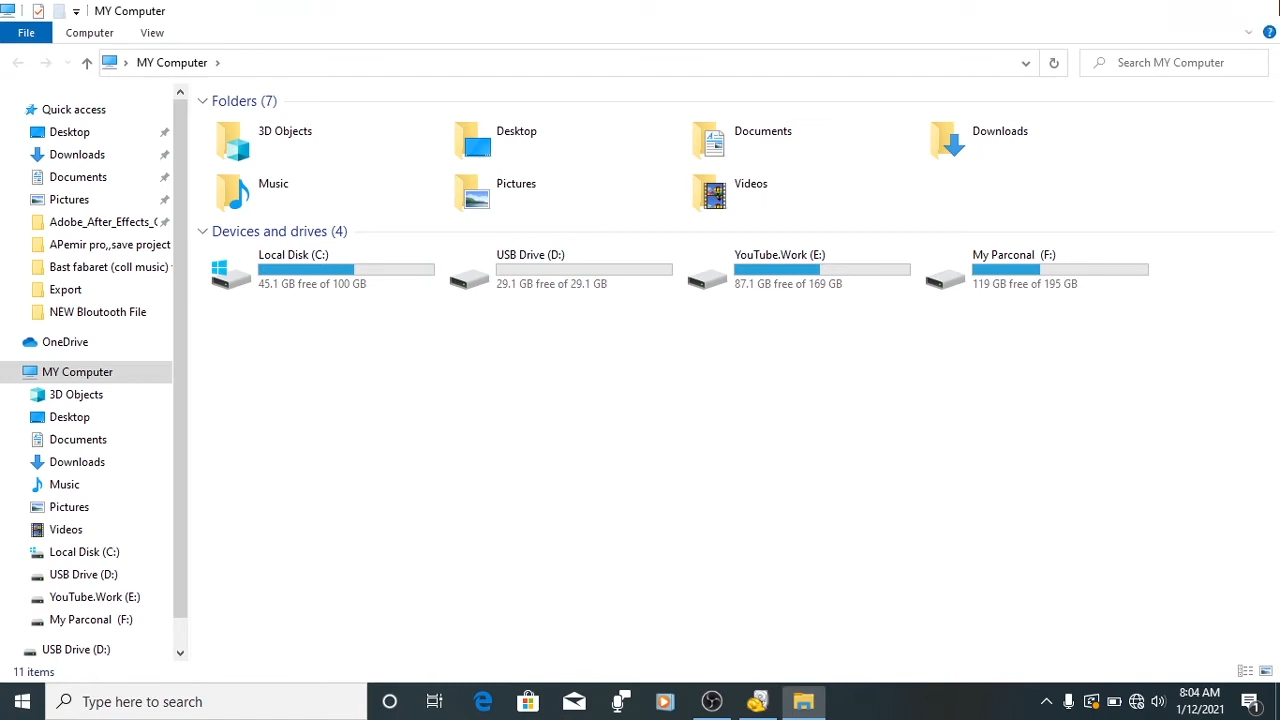 MY Computer
File
Computer
View
MY Computer
Search MY Computer
Quick access
Desktop
Downloads
Documents
Pictures
Adobe_After_Effects_(
APemir pro,,save project
Bast fabaret (coll music)
Export
NEW Bloutooth File
OneDrive
MY Computer
3D Objects
Desktop
Documents
Downloads
Music
Pictures
Videos
Local Disk (C:)
USB Drive (D:)
YouTube.Work (E:)
My Parconal (F:)
USB Drive (D:)
11 items
Folders (7)
3D Objects
Desktop
Documents
Downloads
Music
Pictures
Videos
Devices and drives (4)
Local Disk (C:)
45.1 GB free of 100 GB
USB Drive (D:)
29.1 GB free of 29.1 GB
YouTube.Work (E:)
87.1 GB free of 169 GB
My Parconal (F:)
119 GB free of 195 GB
Type here to search
8:04 AM
1/12/2021
1